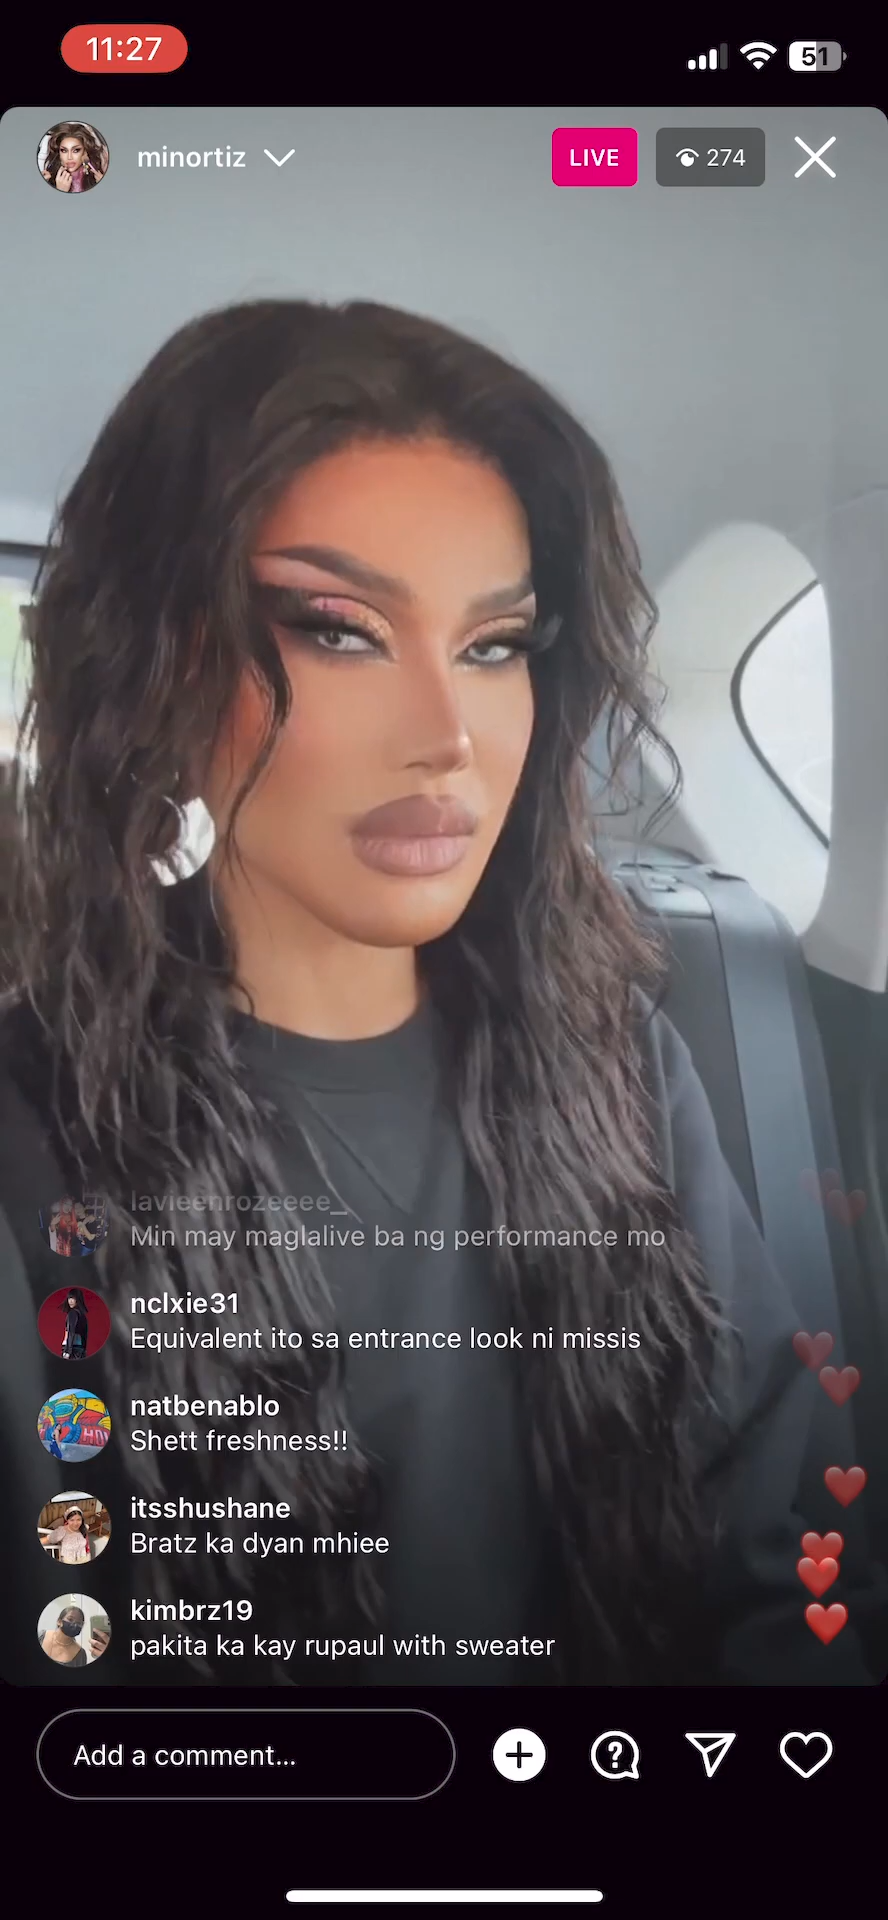 11:27
51
minortiz
LIVE
274
lavieenrozeeee_
Min may maglalive ba ng performance mo
nclxie31
Equivalent ito sa entrance look ni missis
natbenablo
Shett freshness!!
itsshushane
Bratz ka dyan mhiee
kimbrz19
pakita ka kay rupaul with sweater
Add a comment...